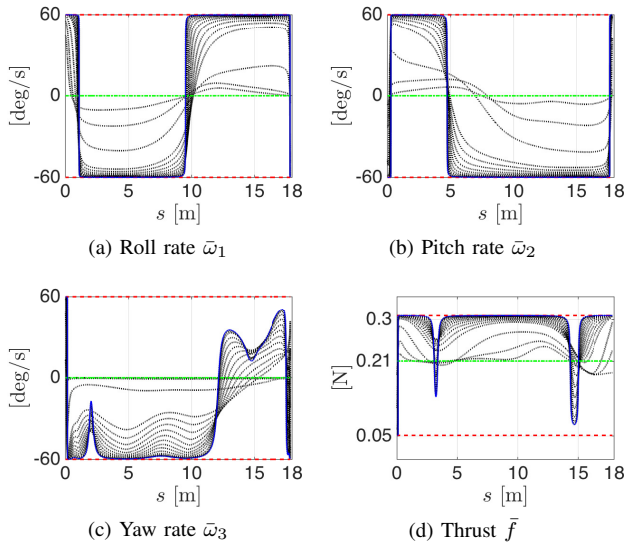 60
0
-60
[deg/s]
0 5 10 15 18
s [m]
(a) Roll rate ω̄₁
60
0
-60
[deg/s]
0 5 10 15 18
s [m]
(b) Pitch rate ω̄₂
60
0
-60
[deg/s]
0 5 10 15 18
s [m]
(c) Yaw rate ω̄₃
0.3
0.21
0.05
[N]
0 5 10 15 18
s [m]
(d) Thrust f̄